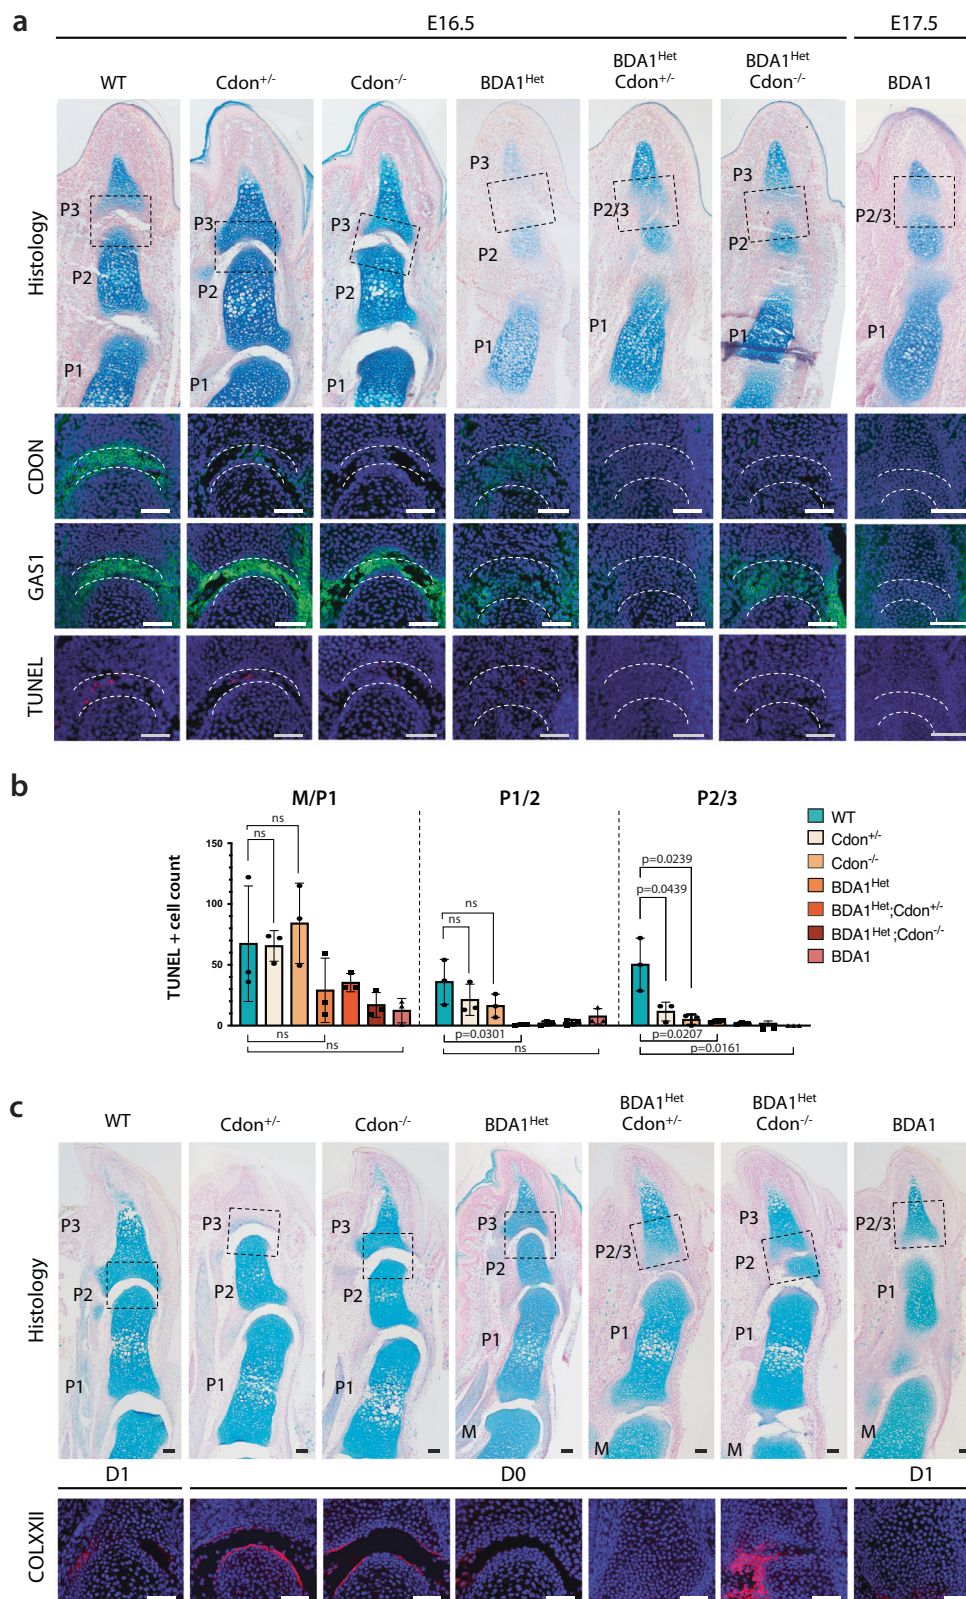 a
E16.5
E17.5
WT
Cdon+/-
Cdon-/-
BDA1Het
BDA1Het
Cdon+/-
BDA1Het
Cdon-/-
BDA1
Histology
P3
P2
P1
P3
P2
P1
P3
P2
P1
P3
P2
P1
P2/3
P1
P3
P2
P1
P2/3
P1
CDON
GAS1
TUNEL
b
M/P1
P1/2
P2/3
TUNEL + cell count
150
100
50
0
ns
ns
ns
ns
ns
ns
p=0.0301
ns
p=0.0239
p=0.0439
p=0.0207
p=0.0161
WT
Cdon+/-
Cdon-/-
BDA1Het
BDA1Het;Cdon+/-
BDA1Het;Cdon-/-
BDA1
c
WT
Cdon+/-
Cdon-/-
BDA1Het
BDA1Het
Cdon+/-
BDA1Het
Cdon-/-
BDA1
Histology
P3
P2
P1
P3
P2
P1
P3
P2
P1
P3
P2
P1
M
P2/3
P1
M
P3
P2
P1
M
P2/3
P1
M
D1
D0
D1
COLXXII